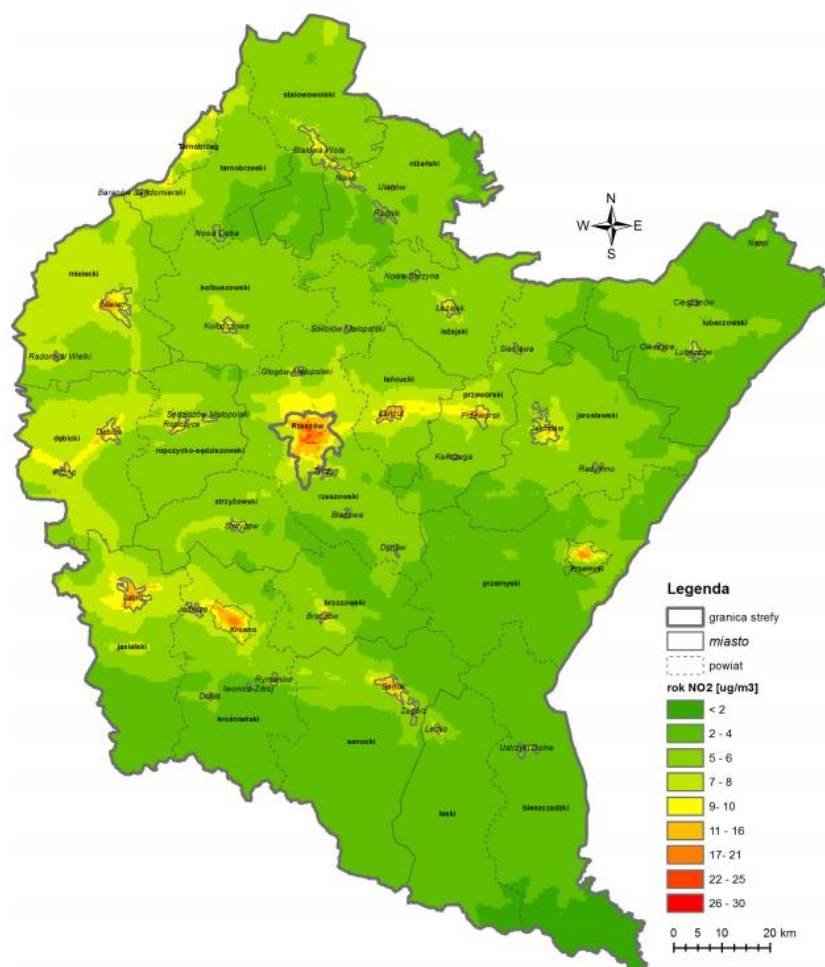 stalowowolski
Tarnobrzeg
Stalowa Wola
tarnobrzeski
niżański
Nisko
Ulanów
Baranów Sandomierski
Rudnik
N
W E
S
Nowa Dęba
Narol
mielecki
Nowa Sarzyna
kolbuszowski
Cieszanów
Mielec
Leżajsk
lubaczowski
Kolbuszowa
Sokołów Małopolski
leżajski
Sieniawa
Oleszyce
Lubaczów
Radomyśl Wielki
Głogów Małopolski
łańcucki
przeworski
Sędziszów Małopolski
Łańcut
Przeworsk
jarosławski
Ropczyce
Rzeszów
Jarosław
dębicki
Dębica
ropczycko-sędziszowski
Kańczuga
Pilzno
Tyczyn
Radymno
rzeszowski
strzyżowski
Błażowa
Strzyżów
Dynów
przemyski
Przemyśl
Jasło
brzozowski
Jedlicze
Brzozów
Krosno
jasielski
Rymanów
Iwonicz-Zdrój
Dukla
Sanok
Zagórz
krośnieński
Lesko
sanocki
Ustrzyki Dolne
leski
bieszczadzki
Legenda
granica strefy
miasto
powiat
rok NO2 [ug/m3]
< 2
2 - 4
5 - 6
7 - 8
9- 10
11 - 16
17- 21
22 - 25
26 - 30
0 5 10 20 km